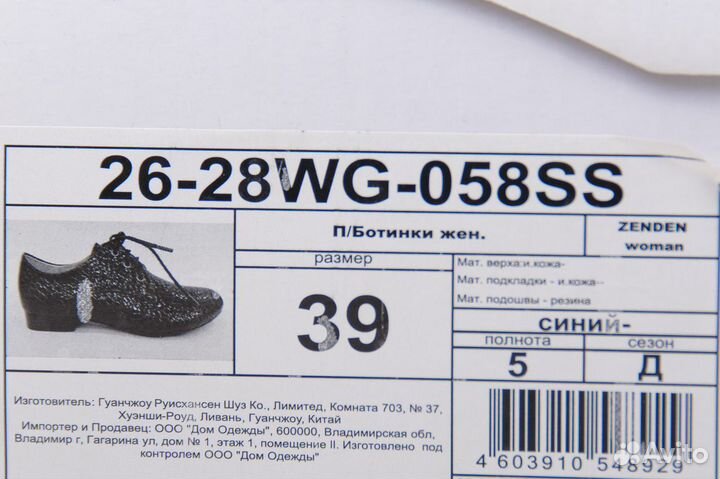 26-28WG-058SS
П/Ботинки жен.
ZENDEN
woman
размер
39
Мат. верха:и.кожа-
Мат. подкладки - и.кожа--
Мат. подошвы - резина
СИНИЙ-
полнота
5
сезон
Д
Изготовитель: Гуанчжоу Руисхансен Шуз Ко., Лимитед, Комната 703, № 37,
Хуэнши-Роуд, Ливань, Гуанчжоу, Китай
Импортер и Продавец: ООО "Дом Одежды", 600000, Владимирская обл,
Владимир г, Гагарина ул, дом № 1, этаж 1, помещение II. Изготовлено под
контролем ООО "Дом Одежды"
4 603910 548929
Avito